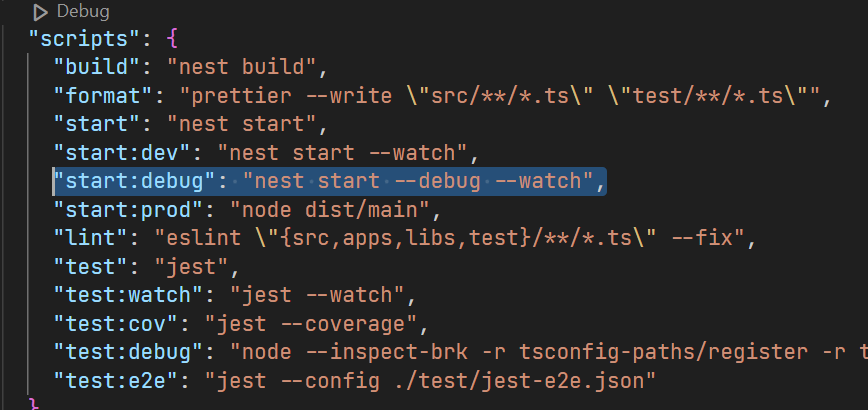 Debug
"scripts": {
"build": "nest build",
"format": "prettier --write \"src/**/*.ts\" \"test/**/*.ts\"",
"start": "nest start",
"start:dev": "nest start --watch",
"start:debug": "nest start --debug --watch",
"start:prod": "node dist/main",
"lint": "eslint \"{src,apps,libs,test}/**/*.ts\" --fix",
"test": "jest",
"test:watch": "jest --watch",
"test:cov": "jest --coverage",
"test:debug": "node --inspect-brk -r tsconfig-paths/register -r t
"test:e2e": "jest --config ./test/jest-e2e.json"
}